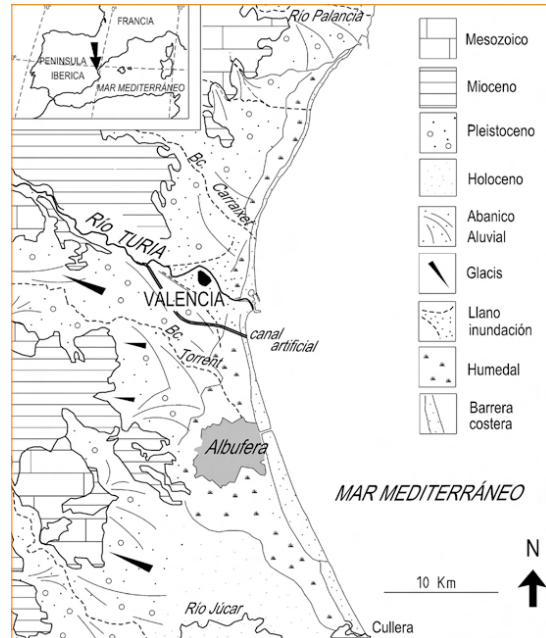 FRANCIA
PENINSULA
IBERICA
MAR MEDITERRÁNEO
Río Palancia
Bc.
Carraixet
Río TURIA
VALENCIA
canal
artificial
Bc.
Torrent
Albufera
MAR MEDITERRÁNEO
Río Júcar
Cullera
10 Km
N
Mesozoico
Mioceno
Pleistoceno
Holoceno
Abanico
Aluvial
Glacis
Llano
inundación
Humedal
Barrera
costera